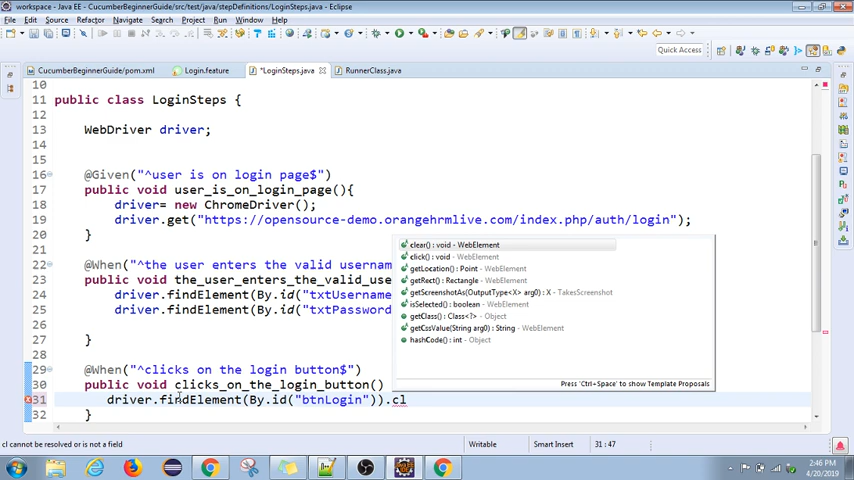 workspace - Java EE - CucumberBeginnerGuide/src/test/java/stepDefinitions/LoginSteps.java - Eclipse
File Edit Source Refactor Navigate Search Project Run Window Help
Quick Access
CucumberBeginnerGuide/pom.xml Login.feature *LoginSteps.java RunnerClass.java
10
11 public class LoginSteps {
12
13 WebDriver driver;
14
15
16 @Given("^user is on login page$")
17 public void user_is_on_login_page(){
18 driver= new ChromeDriver();
19 driver.get("https://opensource-demo.orangehrmlive.com/index.php/auth/login");
20 }
21
22 @When("^the user enters the valid usernam
23 public void the_user_enters_the_valid_use
24 driver.findElement(By.id("txtUsername
25 driver.findElement(By.id("txtPassword
26
27 }
28
29 @When("^clicks on the login button$")
30 public void clicks_on_the_login_button()
31 driver.findElement(By.id("btnLogin")).cl
32 }
clear() : void - WebElement
click() : void - WebElement
getLocation() : Point - WebElement
getRect() : Rectangle - WebElement
getScreenshotAs(OutputType<X> arg0) : X - TakesScreenshot
isSelected() : boolean - WebElement
getClass() : Class<?> - Object
getCssValue(String arg0) : String - WebElement
hashCode() : int - Object
Press 'Ctrl+Space' to show Template Proposals
cl cannot be resolved or is not a field
Writable
Smart Insert
31 : 47
2:46 PM
4/20/2019